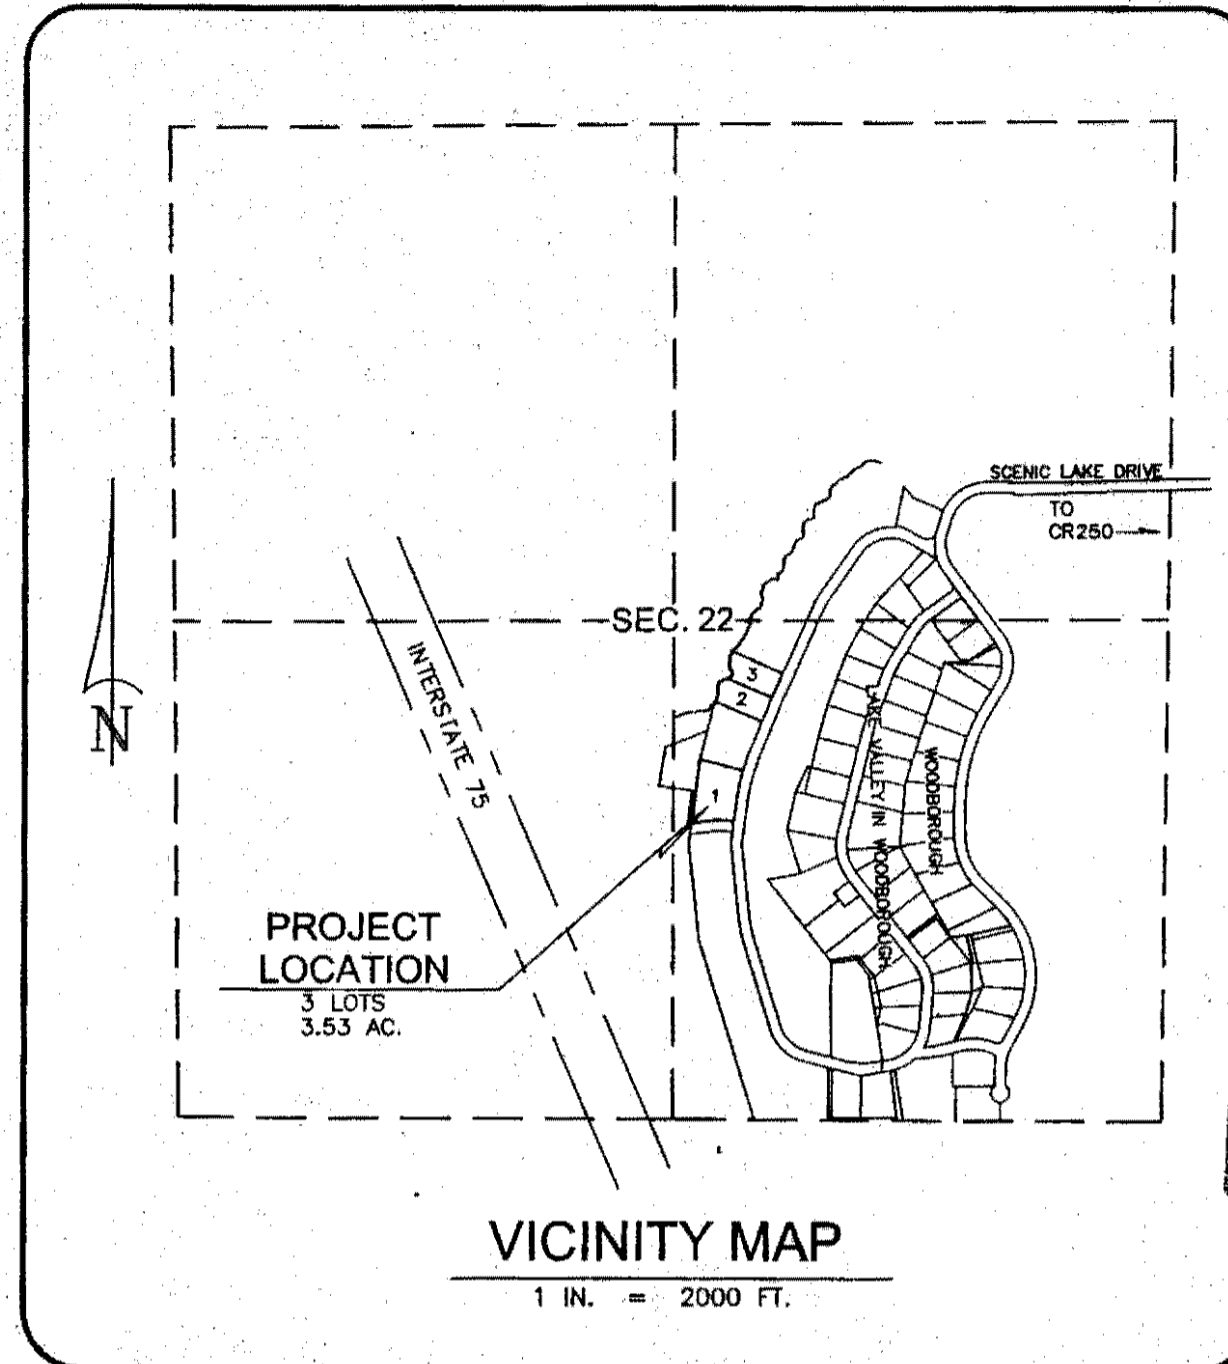 SCENIC LAKE DRIVE
TO
CR250
SEC. 22
3
2
1
INTERSTATE 75
LAKE VALLEY IN WOODBOROUGH
WOODBOROUGH
N
PROJECT
LOCATION
3 LOTS
3.53 AC.
VICINITY MAP
1 IN. = 2000 FT.